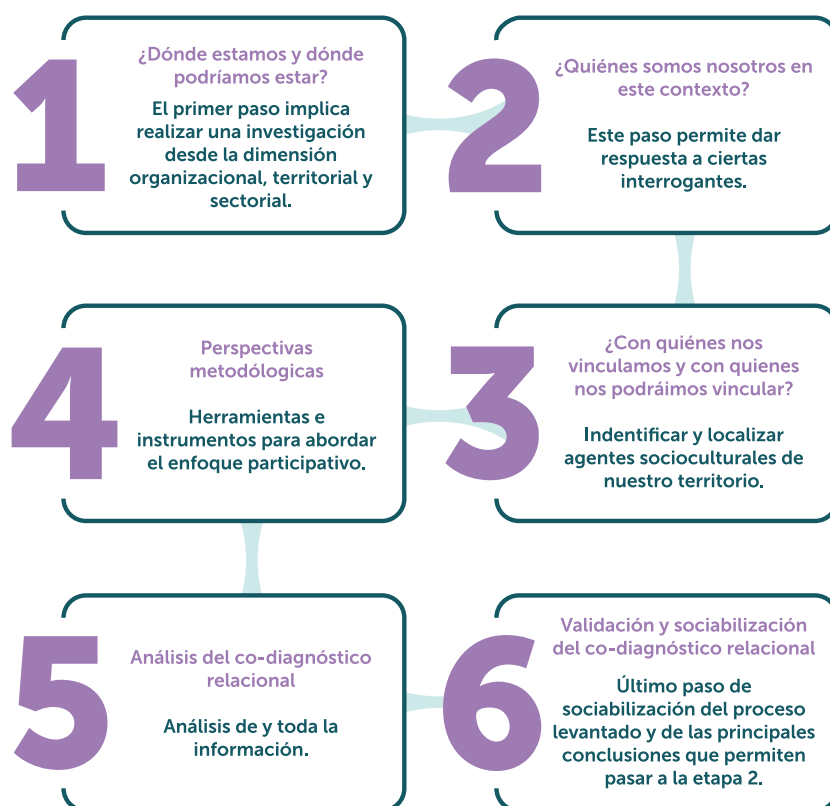 1
¿Dónde estamos y dónde
podríamos estar?
El primer paso implica
realizar una investigación
desde la dimensión
organizacional, territorial y
sectorial.
2
¿Quiénes somos nosotros en
este contexto?
Este paso permite dar
respuesta a ciertas
interrogantes.
3
¿Con quiénes nos
vinculamos y con quienes
nos podráimos vincular?
Indentificar y localizar
agentes socioculturales de
nuestro territorio.
4
Perspectivas
metodólogicas
Herramientas e
instrumentos para abordar
el enfoque participativo.
5
Análisis del co-diagnóstico
relacional
Análisis de y toda la
información.
6
Validación y sociabilización
del co-diagnóstico relacional
Último paso de
sociabilización del proceso
levantado y de las principales
conclusiones que permiten
pasar a la etapa 2.